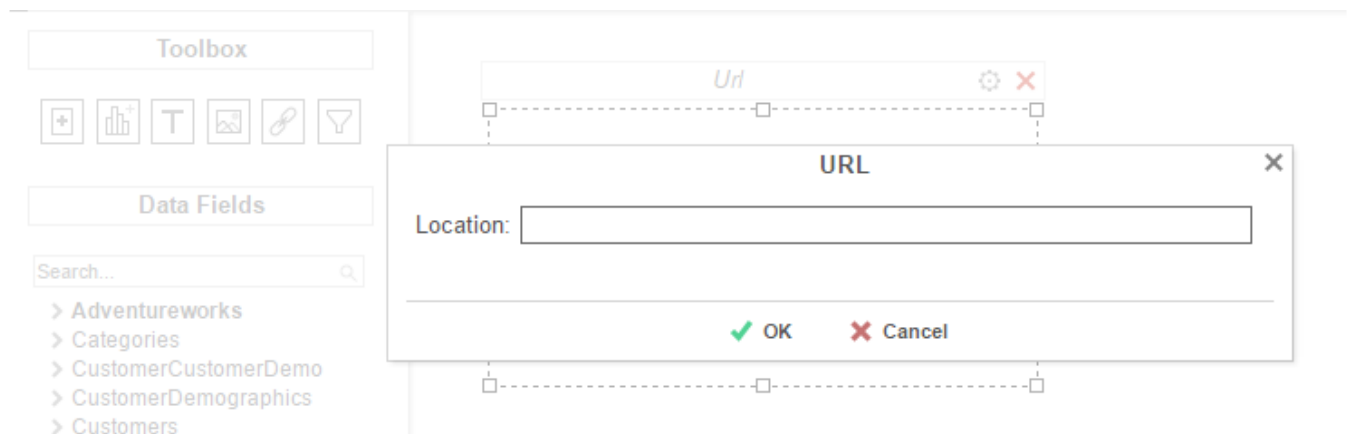 Toolbox
T
Data Fields
Search...
Adventureworks
Categories
CustomerCustomerDemo
CustomerDemographics
Customers
Url
URL
Location:
OK
Cancel